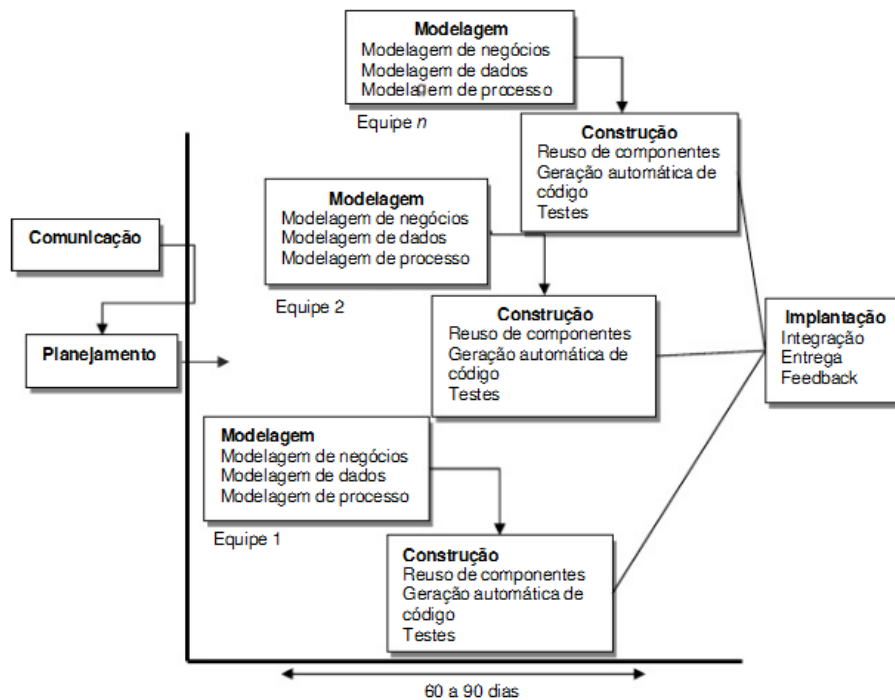 Modelagem
Modelagem de negócios
Modelagem de dados
Modelagem de processo
Equipe n
Construção
Reuso de componentes
Geração automática de
código
Testes
Modelagem
Modelagem de negócios
Modelagem de dados
Modelagem de processo
Equipe 2
Comunicação
Planejamento
Construção
Reuso de componentes
Geração automática de
código
Testes
Implantação
Integração
Entrega
Feedback
Modelagem
Modelagem de negócios
Modelagem de dados
Modelagem de processo
Equipe 1
Construção
Reuso de componentes
Geração automática de
código
Testes
60 a 90 dias